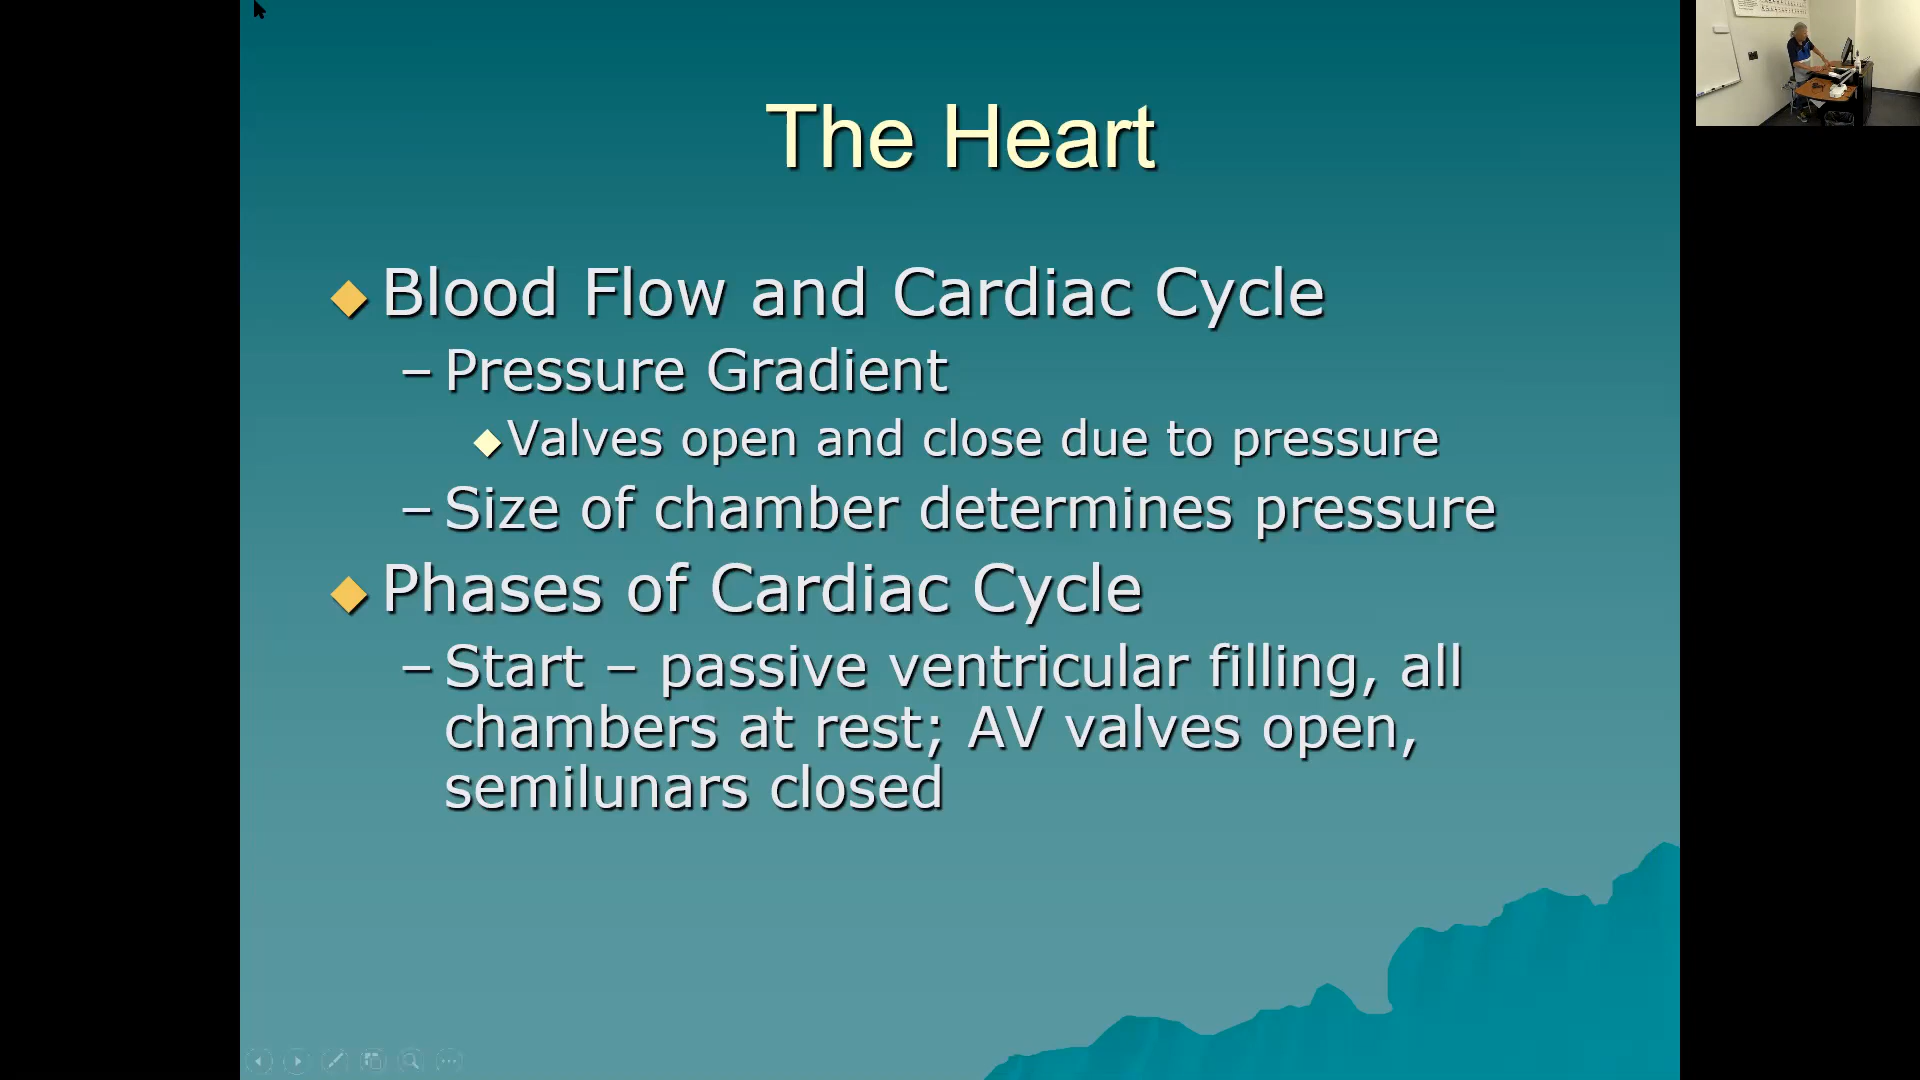 The Heart
Blood Flow and Cardiac Cycle
– Pressure Gradient
Valves open and close due to pressure
– Size of chamber determines pressure
Phases of Cardiac Cycle
– Start – passive ventricular filling, all
chambers at rest; AV valves open,
semilunars closed